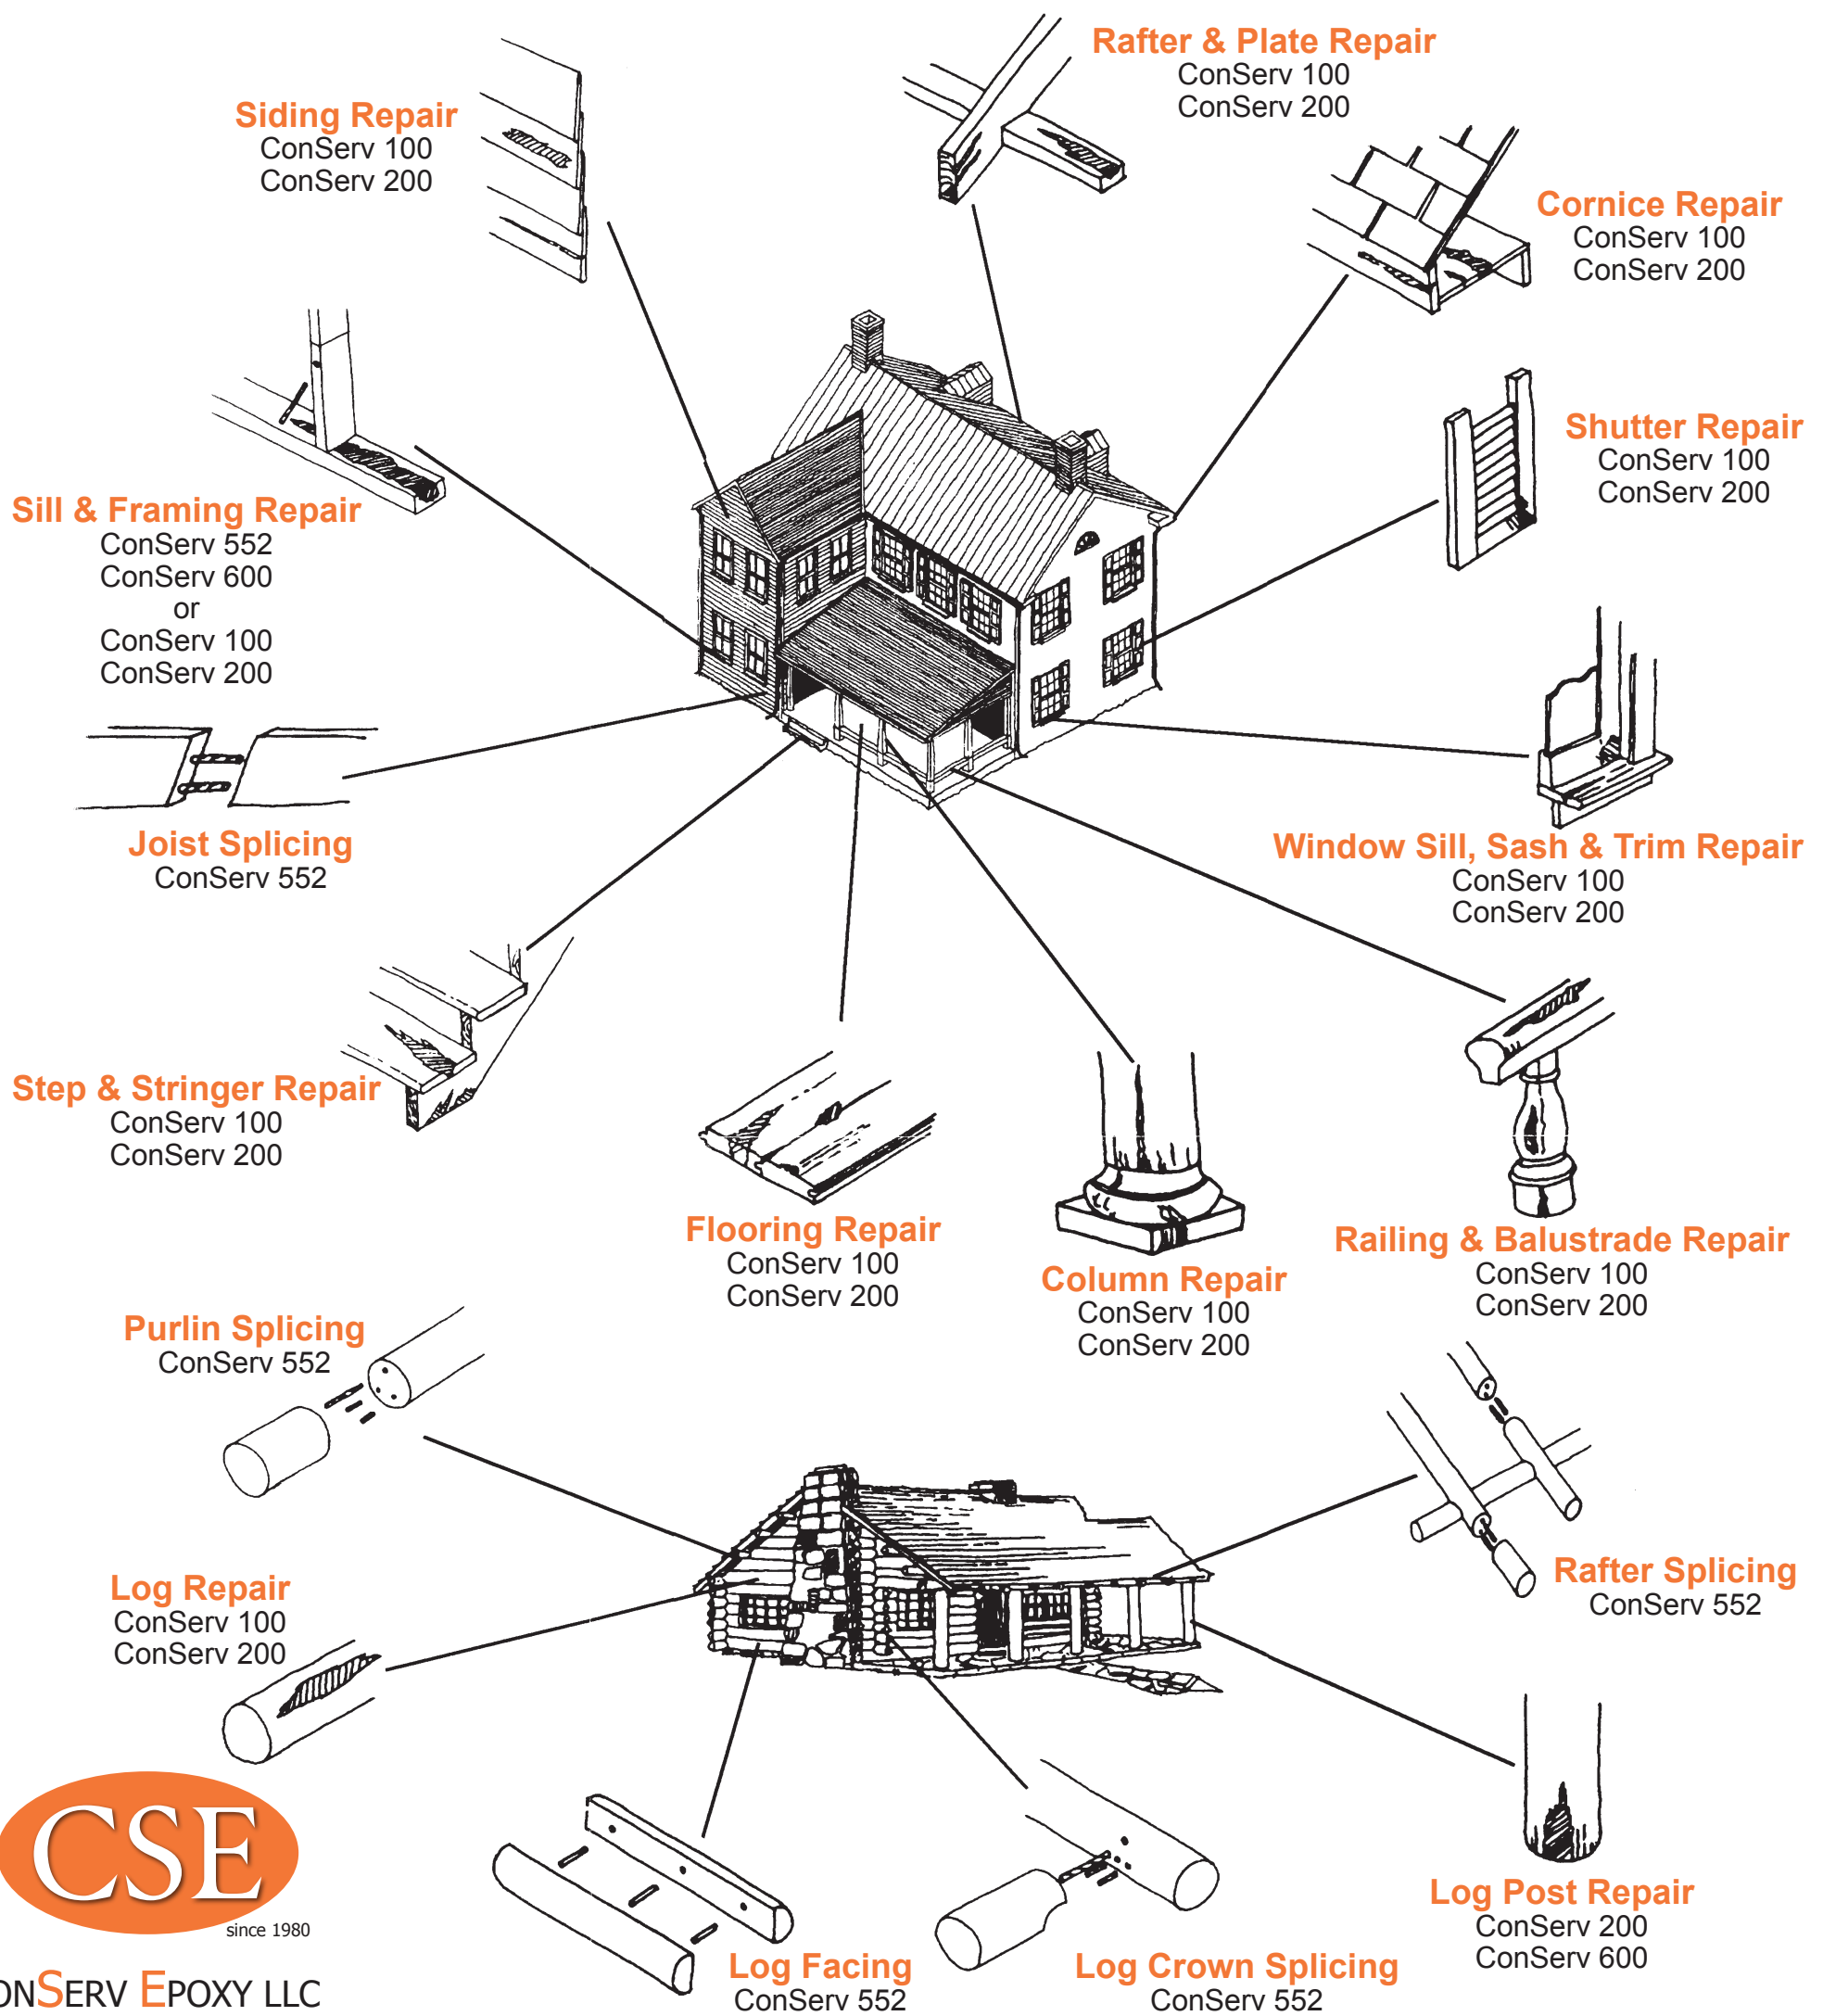 Rafter & Plate Repair
ConServ 100
ConServ 200
Siding Repair
ConServ 100
ConServ 200
Cornice Repair
ConServ 100
ConServ 200
Shutter Repair
ConServ 100
ConServ 200
Sill & Framing Repair
ConServ 552
ConServ 600
or
ConServ 100
ConServ 200
Joist Splicing
ConServ 552
Window Sill, Sash & Trim Repair
ConServ 100
ConServ 200
Step & Stringer Repair
ConServ 100
ConServ 200
Flooring Repair
ConServ 100
ConServ 200
Column Repair
ConServ 100
ConServ 200
Railing & Balustrade Repair
ConServ 100
ConServ 200
Purlin Splicing
ConServ 552
Log Repair
ConServ 100
ConServ 200
Rafter Splicing
ConServ 552
Log Post Repair
ConServ 200
ConServ 600
Log Facing
ConServ 552
Log Crown Splicing
ConServ 552
CSE
since 1980
ONSERV EPOXY LLC